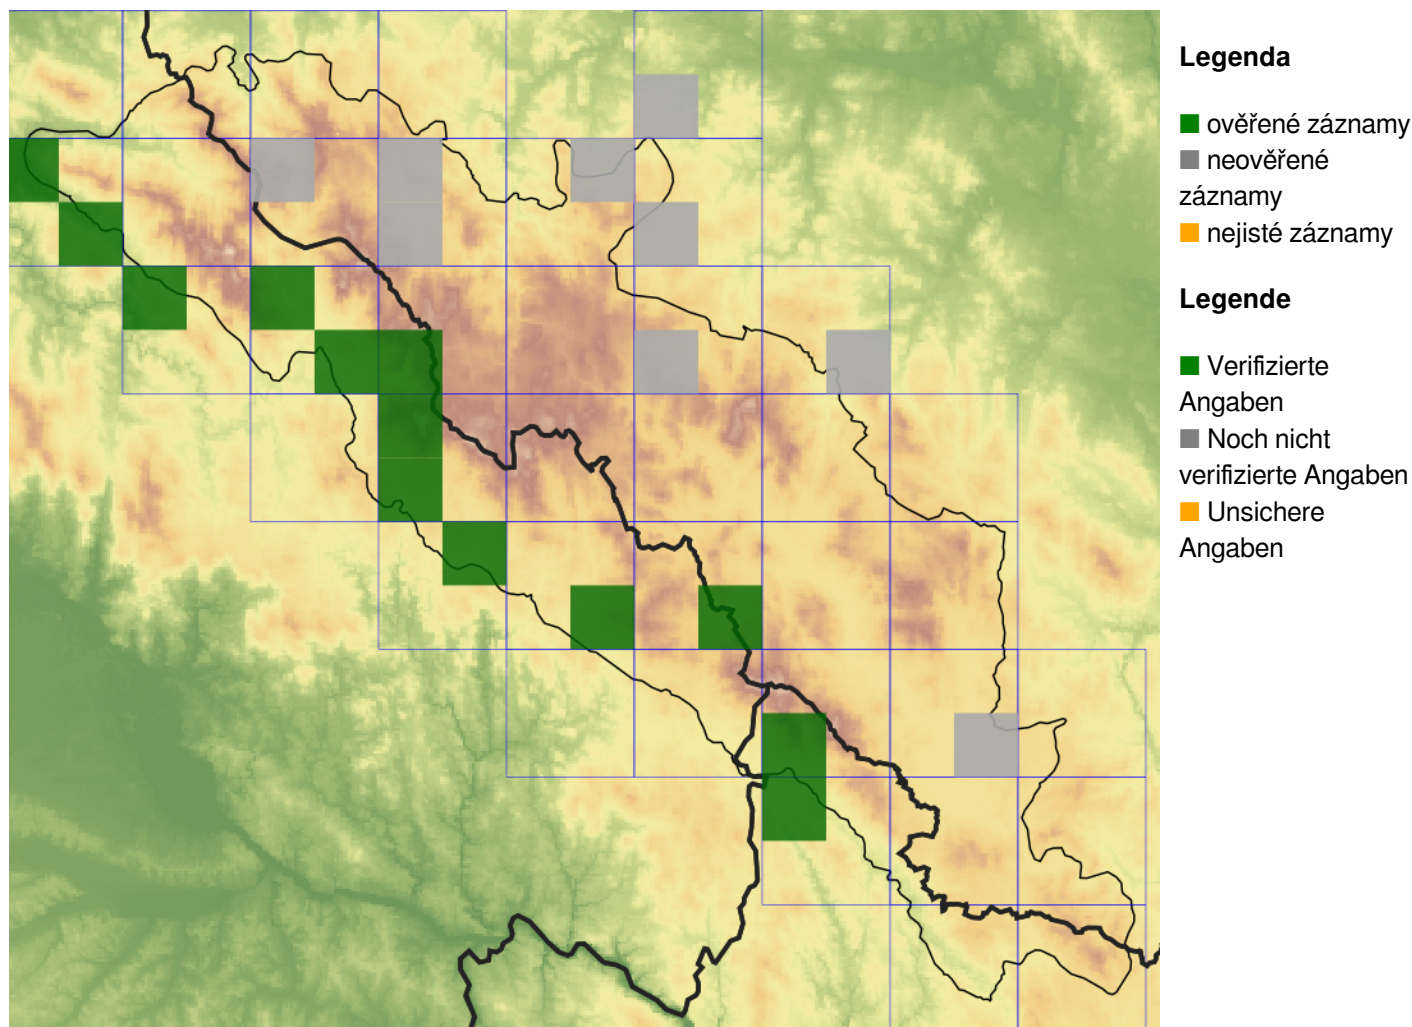 Legenda
ověřené záznamy
neověřené
záznamy
nejisté záznamy
Legende
Verifizierte
Angaben
Noch nicht
verifizierte Angaben
Unsichere
Angaben